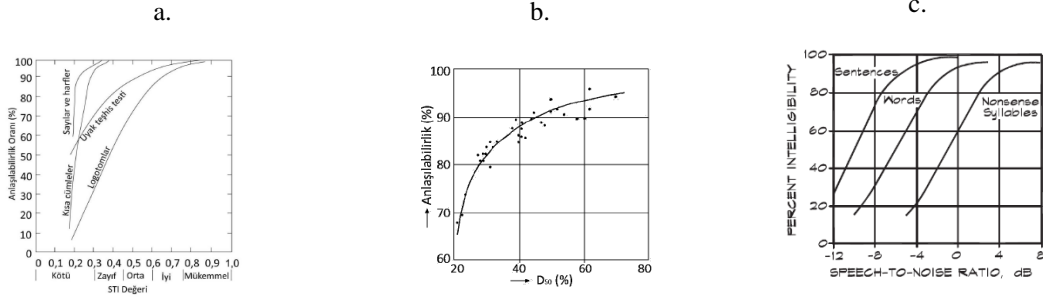 a.
b.
c.
Anlaşılabilirlik Oranı (%)
100
90
80
70
60
50
40
30
20
10
0
Sayılar ve harfler
Uyak teşhis testi
Kısa cümleler
Logotomlar
0 0,1 0,2 0,3 0,4 0,5 0,6 0,7 0,8 0,9 1,0
Kötü Zayıf Orta İyi Mükemmel
STI Değeri
Anlaşılabilirlik (%)
100
90
80
70
60
20 40 60 80
D50 (%)
PERCENT INTELLIGIBILITY
100
80
60
40
20
0
Sentences
Words
Nonsense
Syllables
-12 -8 -4 0 4 8
SPEECH-TO-NOISE RATIO, dB